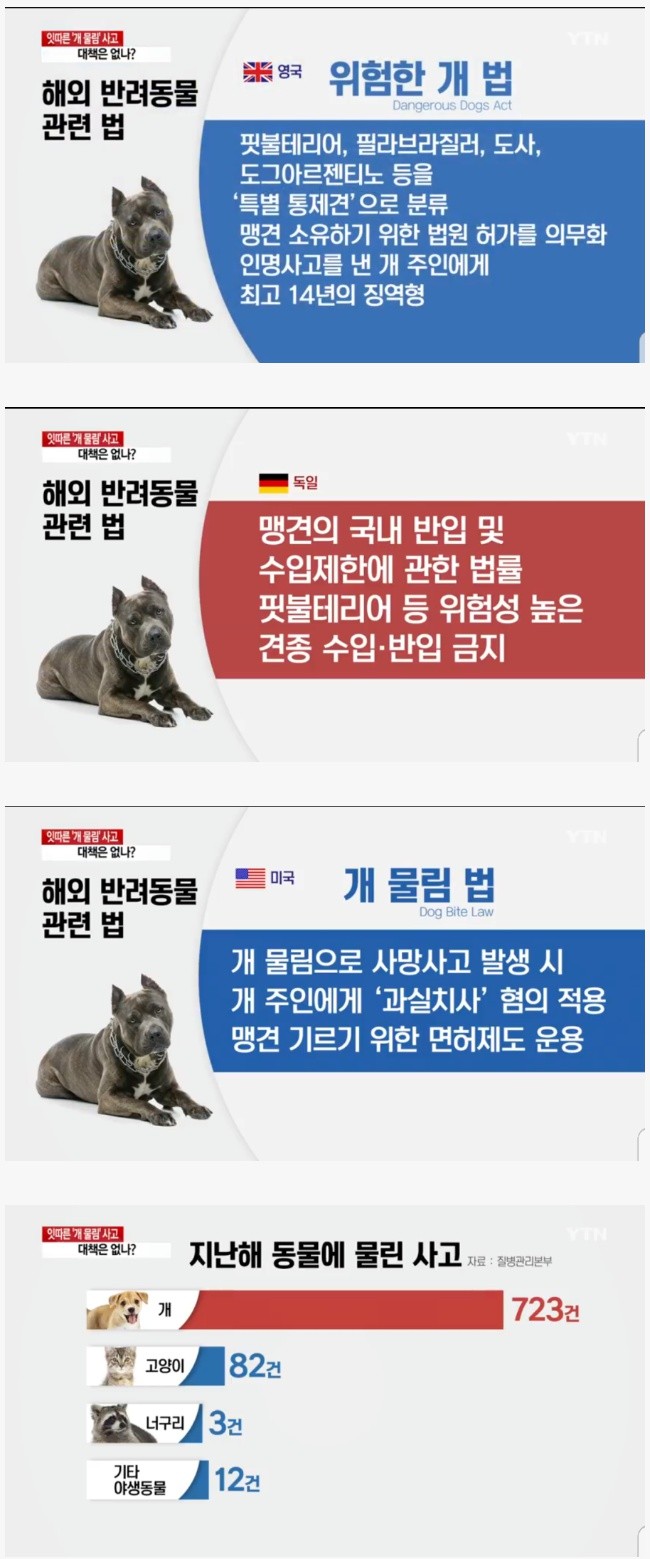 잇따른 '개 물림' 사고
대책은 없나?
YTN
해외 반려동물
관련 법
영국
위험한 개 법
Dangerous Dogs Act
핏불테리어, 필라브라질러, 도사,
도그아르젠티노 등을
'특별 통제견'으로 분류
맹견 소유하기 위한 법원 허가를 의무화
인명사고를 낸 개 주인에게
최고 14년의 징역형
잇따른 '개 물림' 사고
대책은 없나?
YTN
해외 반려동물
관련 법
독일
맹견의 국내 반입 및
수입제한에 관한 법률
핏불테리어 등 위험성 높은
견종 수입·반입 금지
잇따른 '개 물림' 사고
대책은 없나?
YTN
해외 반려동물
관련 법
미국
개 물림 법
Dog Bite Law
개 물림으로 사망사고 발생 시
개 주인에게 '과실치사' 혐의 적용
맹견 기르기 위한 면허제도 운용
잇따른 '개 물림' 사고
대책은 없나?
YTN
지난해 동물에 물린 사고 자료 : 질병관리본부
개 723건
고양이 82건
너구리 3건
기타
야생동물 12건